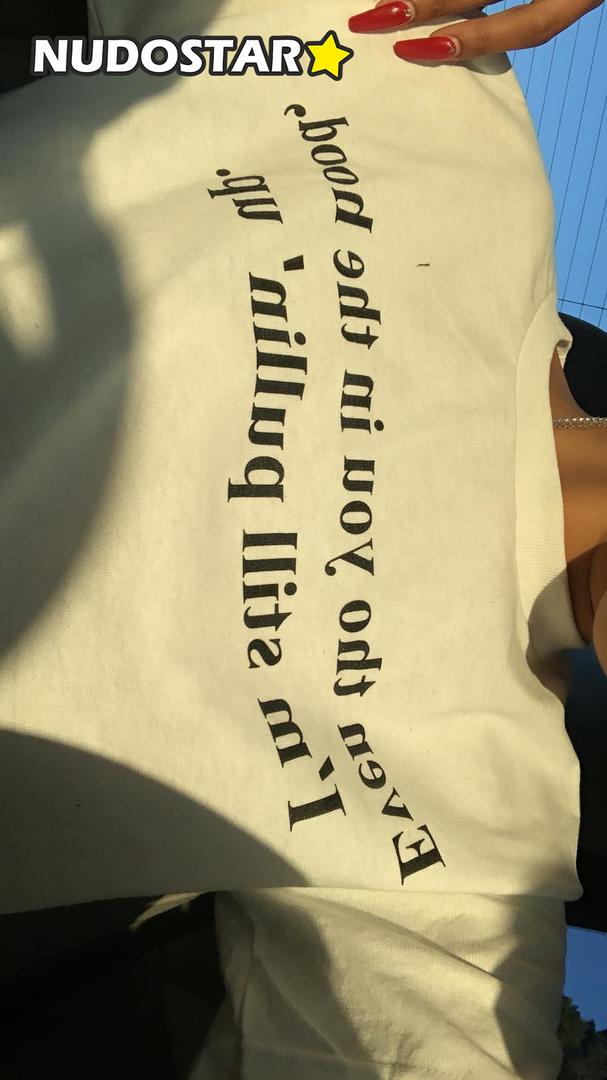 NUDOSTAR
Even tho you in the hood,
I'm still pullin' up.